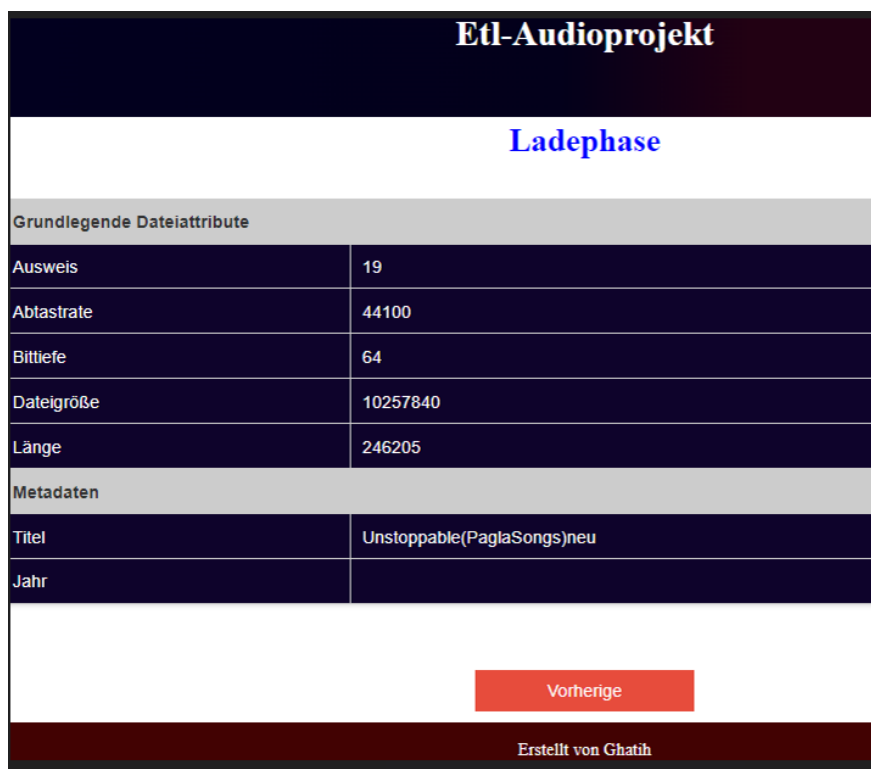 Etl-Audioprojekt
Ladephase
Grundlegende Dateiattribute
Ausweis 19
Abtastrate 44100
Bittiefe 64
Dateigröße 10257840
Länge 246205
Metadaten
Titel Unstoppable(PaglaSongs)neu
Jahr
Vorherige
Erstellt von Ghatih